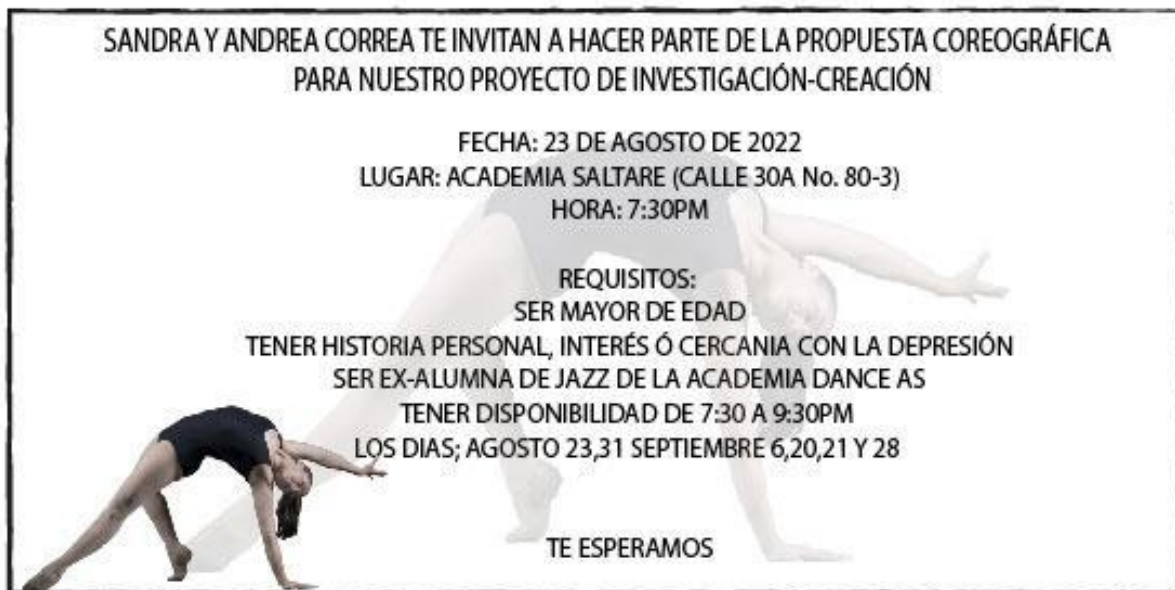 SANDRA Y ANDREA CORREA TE INVITAN A HACER PARTE DE LA PROPUESTA COREOGRÁFICA
PARA NUESTRO PROYECTO DE INVESTIGACIÓN-CREACIÓN
FECHA: 23 DE AGOSTO DE 2022
LUGAR: ACADEMIA SALTARE (CALLE 30A No. 80-3)
HORA: 7:30PM
REQUISITOS:
SER MAYOR DE EDAD
TENER HISTORIA PERSONAL, INTERÉS Ó CERCANIA CON LA DEPRESIÓN
SER EX-ALUMNA DE JAZZ DE LA ACADEMIA DANCE AS
TENER DISPONIBILIDAD DE 7:30 A 9:30PM
LOS DIAS; AGOSTO 23,31 SEPTIEMBRE 6,20,21 Y 28
TE ESPERAMOS